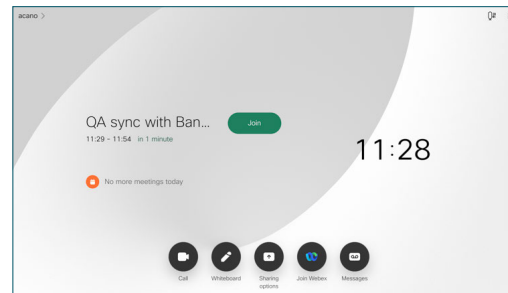 acano >
QA sync with Ban...
Join
11:29 - 11:54 in 1 minute
11:28
No more meetings today
Call
Whiteboard
Sharing
options
Join Webex
Messages